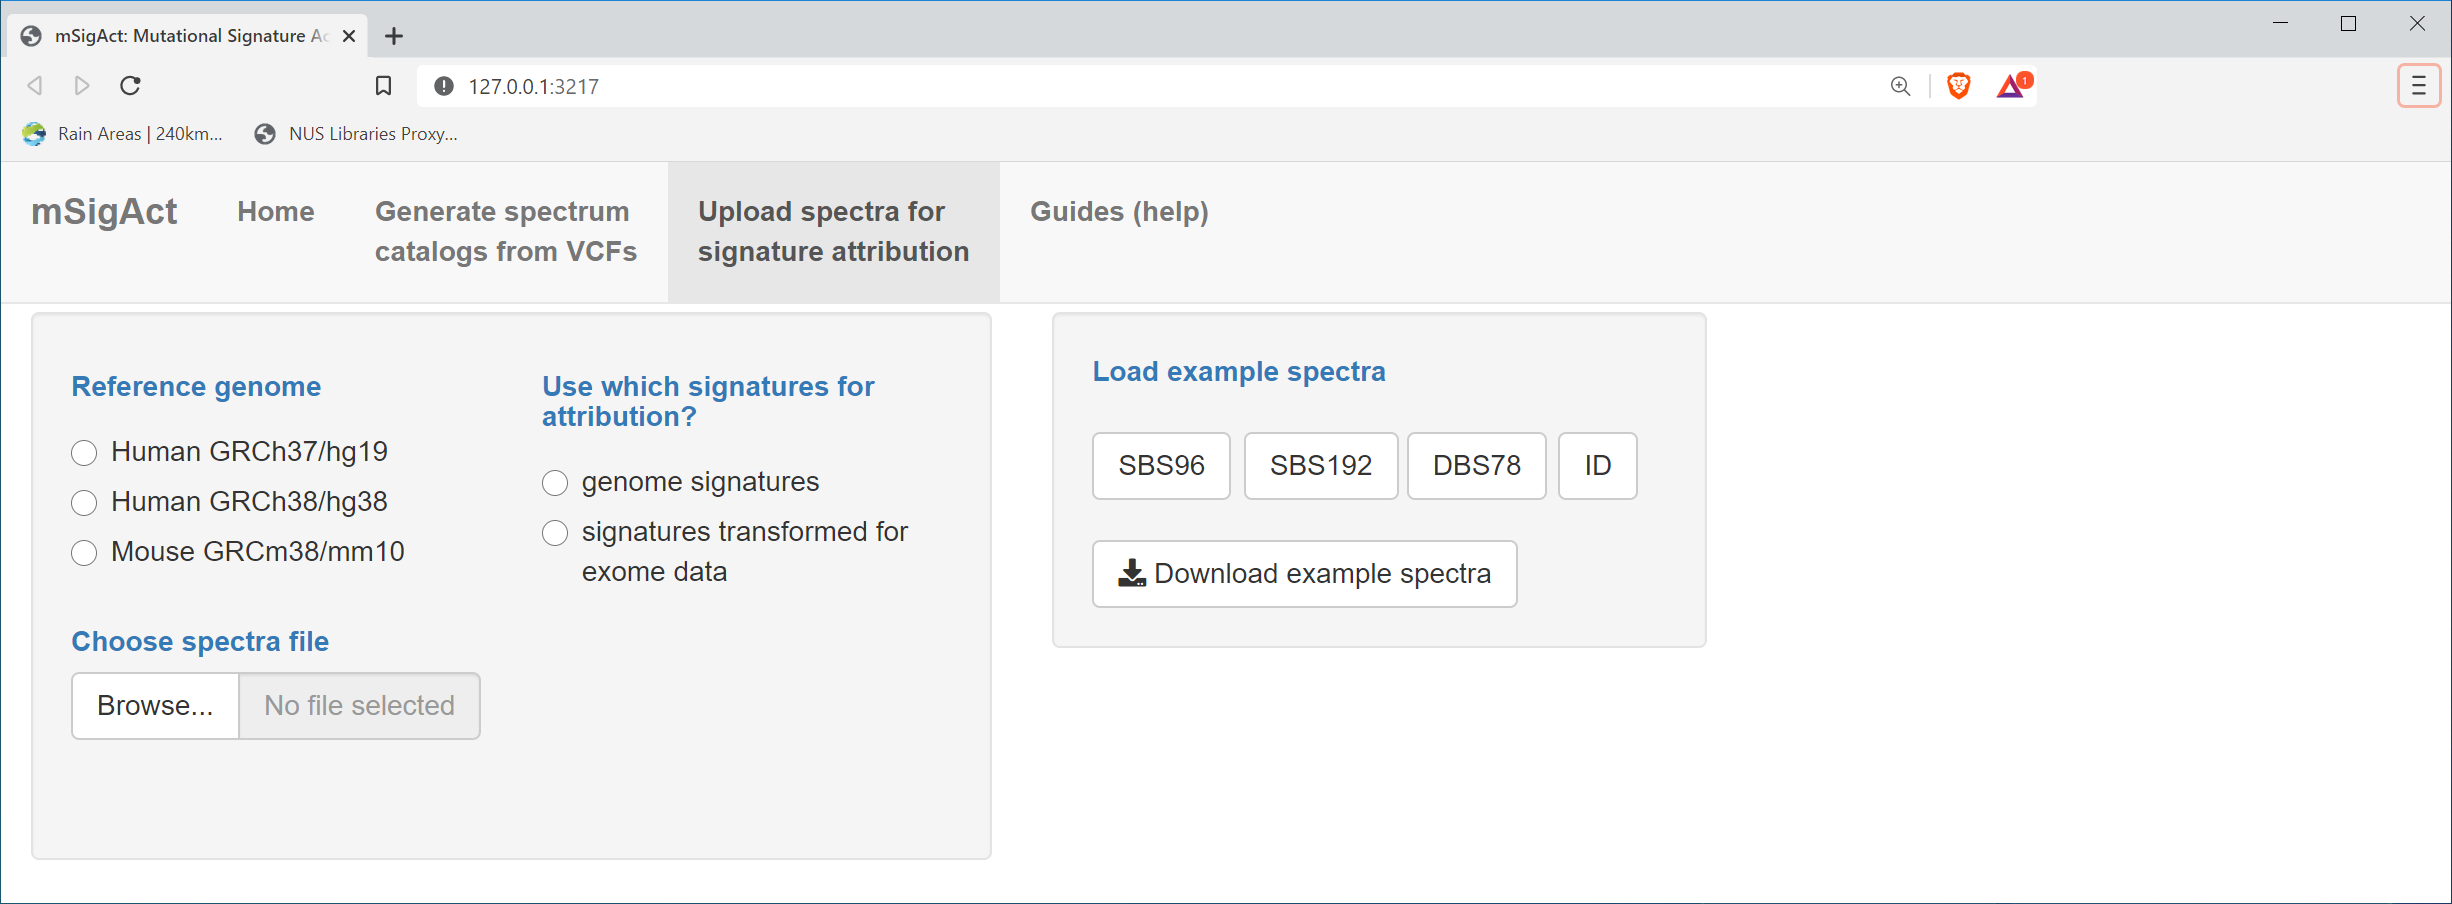 mSigAct: Mutational Signature Ac
127.0.0.1:3217
1
Rain Areas | 240km...
NUS Libraries Proxy...
mSigAct
Home
Generate spectrum
catalogs from VCFs
Upload spectra for
signature attribution
Guides (help)
Reference genome
Human GRCh37/hg19
Human GRCh38/hg38
Mouse GRCm38/mm10
Use which signatures for
attribution?
genome signatures
signatures transformed for
exome data
Choose spectra file
Browse...
No file selected
Load example spectra
SBS96
SBS192
DBS78
ID
Download example spectra